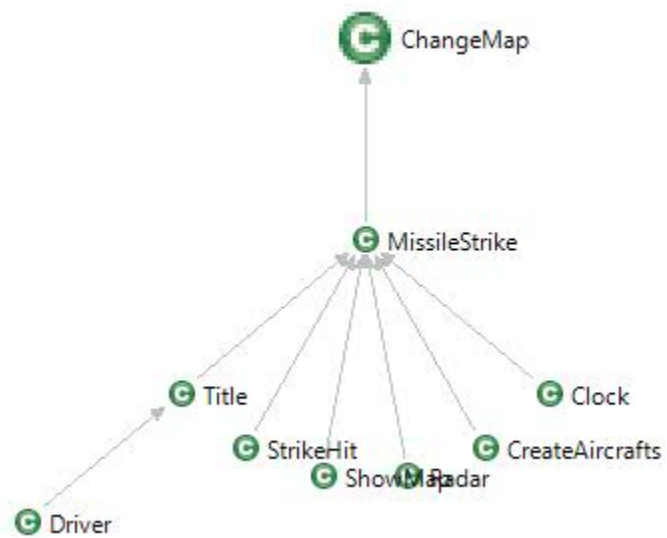 ChangeMap
MissileStrike
Title
Clock
StrikeHit
CreateAircrafts
ShowMap
Radar
Driver